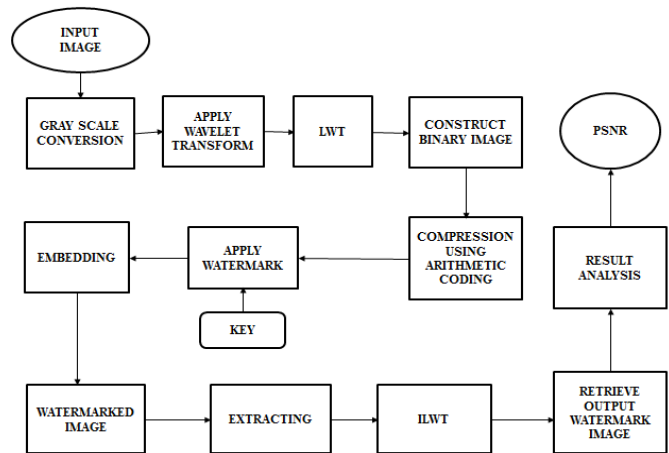 INPUT
IMAGE
GRAY SCALE
CONVERSION
APPLY
WAVELET
TRANSFORM
LWT
CONSTRUCT
BINARY IMAGE
PSNR
COMPRESSION
USING
ARITHMETIC
CODING
APPLY
WATERMARK
EMBEDDING
KEY
RESULT
ANALYSIS
WATERMARKED
IMAGE
EXTRACTING
ILWT
RETRIEVE
OUTPUT
WATERMARK
IMAGE